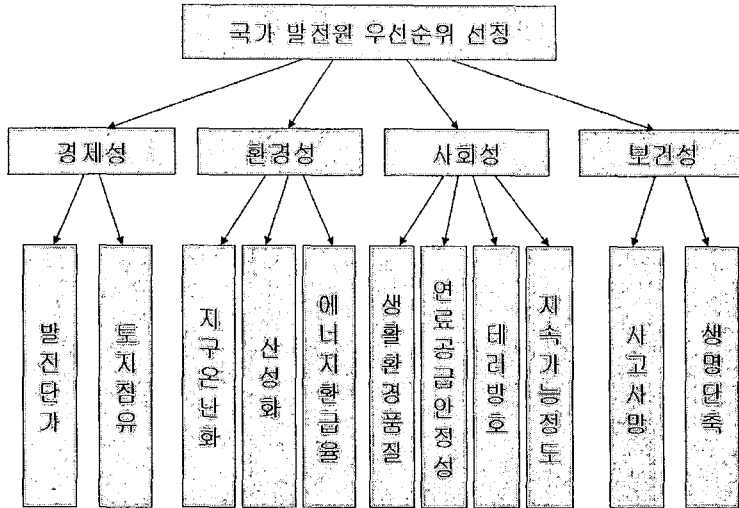 국가 발전원 우선순위 선정
경제성
환경성
사회성
보건성
발전단가
토지점유
지구온난화
산성화
에너지환급율
생활환경품질
연료공급안정성
테러방호
지속가능정도
사고사망
생명단축